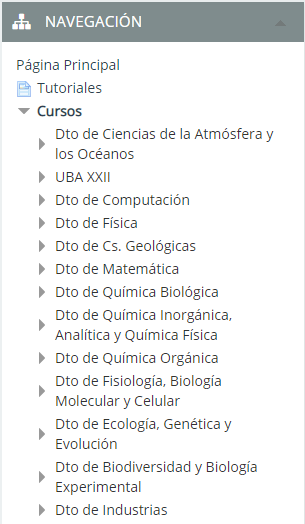 NAVEGACIÓN
Página Principal
Tutoriales
Cursos
Dto de Ciencias de la Atmósfera y
los Océanos
UBA XXII
Dto de Computación
Dto de Física
Dto de Cs. Geológicas
Dto de Matemática
Dto de Química Biológica
Dto de Química Inorgánica,
Analítica y Química Física
Dto de Química Orgánica
Dto de Fisiología, Biología
Molecular y Celular
Dto de Ecología, Genética y
Evolución
Dto de Biodiversidad y Biología
Experimental
Dto de Industrias